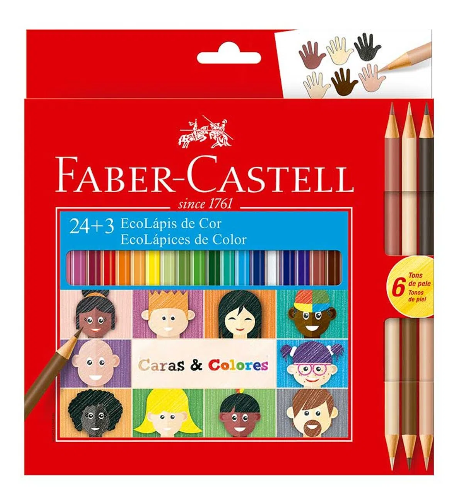 FABER-CASTELL
since 1761
24+3 EcoLápis de Cor
EcoLápices de Color
6 Tons
de pele
Tonos
de piel
Caras & Colores